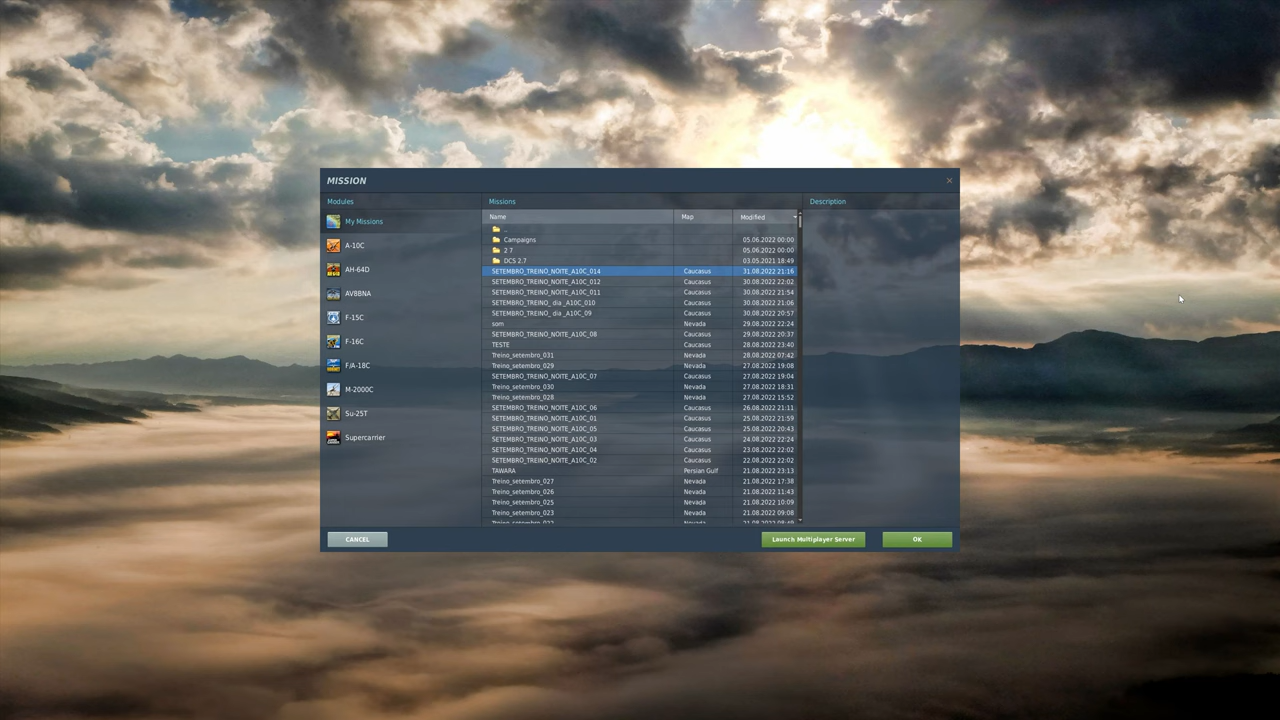 MISSION
Modules
Missions
Description
My Missions
A-10C
AH-64D
AV88NA
F-15C
F-16C
F/A-18C
M-2000C
Su-25T
Supercarrier
Name Map Modified
..
Campaigns 05.06.2022 00:00
2 7 05.06.2022 00:00
DCS 2.7 03.05.2021 18:49
SETEMBRO_TREINO_NOITE_A10C_014 Caucasus 31.08.2022 21:16
SETEMBRO_TREINO_NOITE_A10C_012 Caucasus 30.08.2022 22:02
SETEMBRO_TREINO_NOITE_A10C_011 Caucasus 30.08.2022 21:54
SETEMBRO_TREINO_ dia _A10C_010 Caucasus 30.08.2022 21:06
SETEMBRO_TREINO_ dia _A10C_09 Caucasus 30.08.2022 20:57
som Nevada 29.08.2022 22:24
SETEMBRO_TREINO_NOITE_A10C_08 Caucasus 29.08.2022 20:37
TESTE Caucasus 28.08.2022 23:40
Treino_setembro_031 Nevada 28.08.2022 07:42
Treino_setembro_029 Nevada 27.08.2022 19:08
SETEMBRO_TREINO_NOITE_A10C_07 Caucasus 27.08.2022 19:04
Treino_setembro_030 Nevada 27.08.2022 18:31
Treino_setembro_028 Nevada 27.08.2022 15:52
SETEMBRO_TREINO_NOITE_A10C_06 Caucasus 26.08.2022 21:11
SETEMBRO_TREINO_NOITE_A10C_01 Caucasus 25.08.2022 21:59
SETEMBRO_TREINO_NOITE_A10C_05 Caucasus 25.08.2022 20:43
SETEMBRO_TREINO_NOITE_A10C_03 Caucasus 24.08.2022 22:24
SETEMBRO_TREINO_NOITE_A10C_04 Caucasus 23.08.2022 22:02
SETEMBRO_TREINO_NOITE_A10C_02 Caucasus 22.08.2022 22:02
TAWARA Persian Gulf 21.08.2022 23:13
Treino_setembro_027 Nevada 21.08.2022 17:38
Treino_setembro_026 Nevada 21.08.2022 11:43
Treino_setembro_025 Nevada 21.08.2022 10:09
Treino_setembro_023 Nevada 21.08.2022 09:08
CANCEL
Launch Multiplayer Server
OK